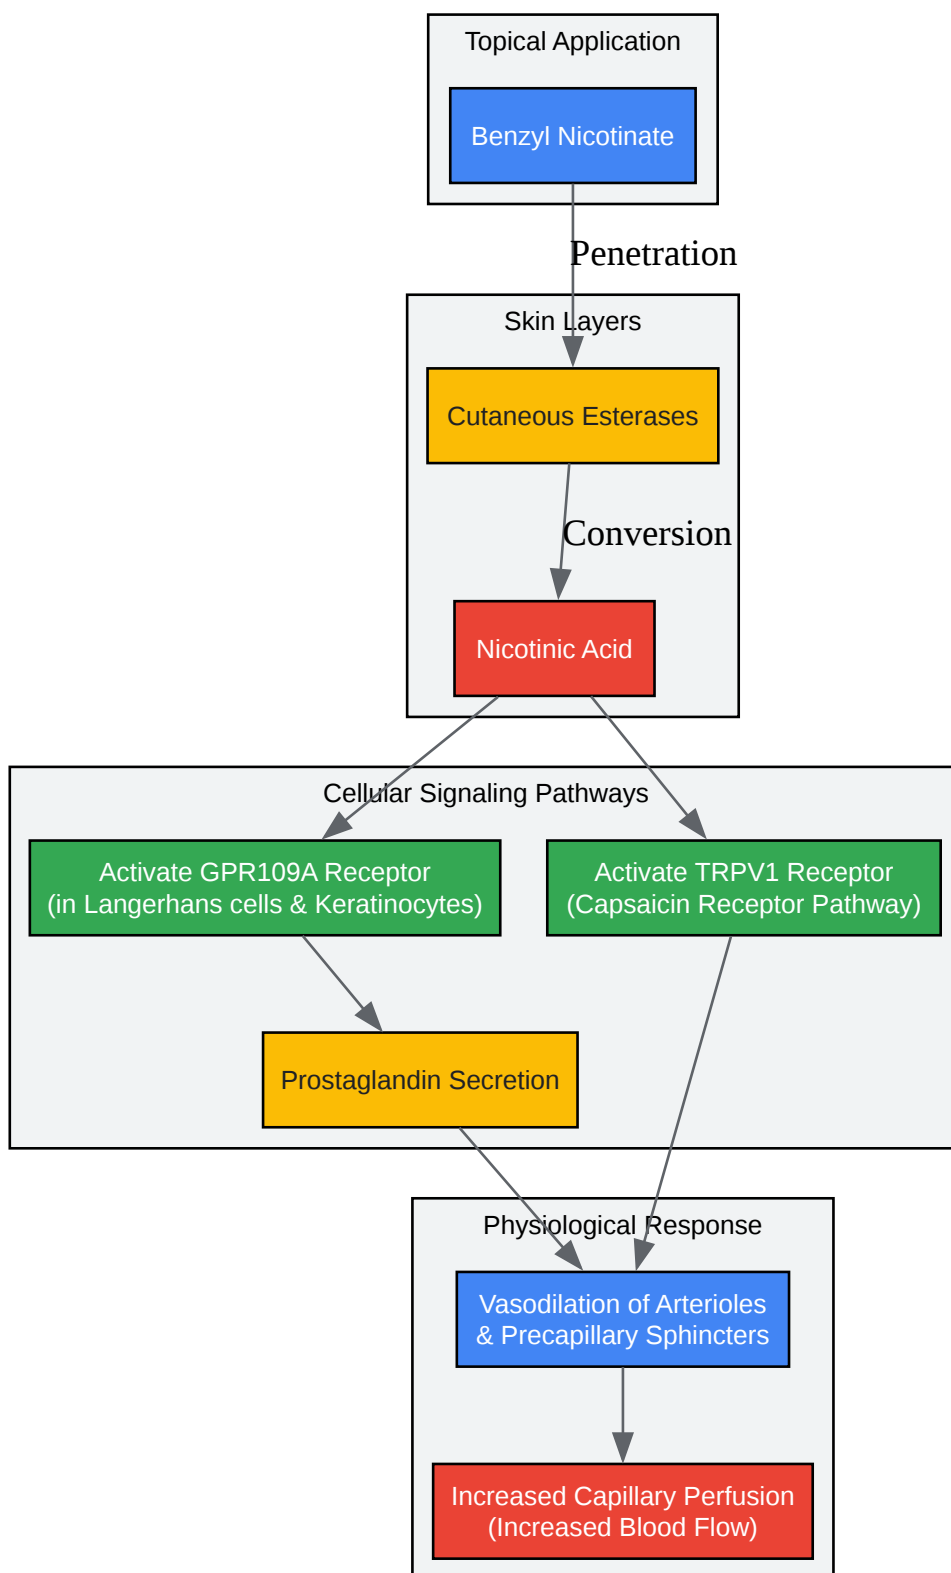 Topical Application
Benzyl Nicotinate
Penetration
Skin Layers
Cutaneous Esterases
Conversion
Nicotinic Acid
Cellular Signaling Pathways
Activate GPR109A Receptor
(in Langerhans cells & Keratinocytes)
Activate TRPV1 Receptor
(Capsaicin Receptor Pathway)
Prostaglandin Secretion
Physiological Response
Vasodilation of Arterioles
& Precapillary Sphincters
Increased Capillary Perfusion
(Increased Blood Flow)